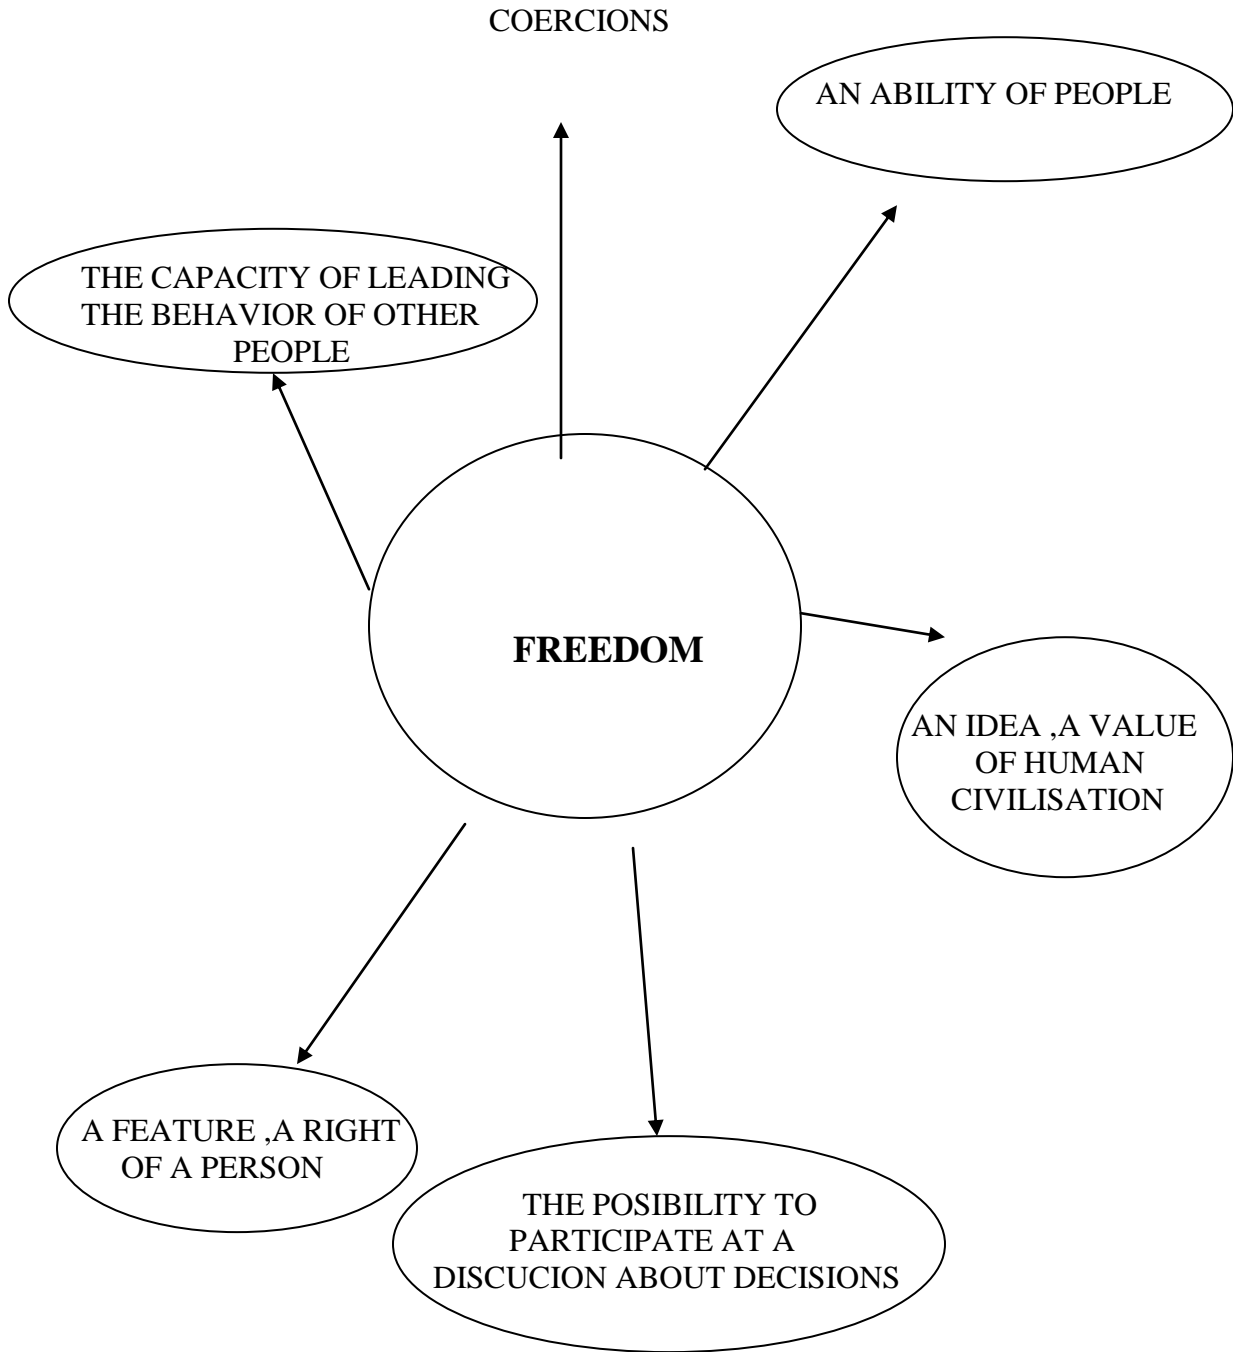 COERCIONS
AN ABILITY OF PEOPLE
THE CAPACITY OF LEADING
THE BEHAVIOR OF OTHER
PEOPLE
FREEDOM
AN IDEA ,A VALUE
OF HUMAN
CIVILISATION
A FEATURE ,A RIGHT
OF A PERSON
THE POSIBILITY TO
PARTICIPATE AT A
DISCUCION ABOUT DECISIONS